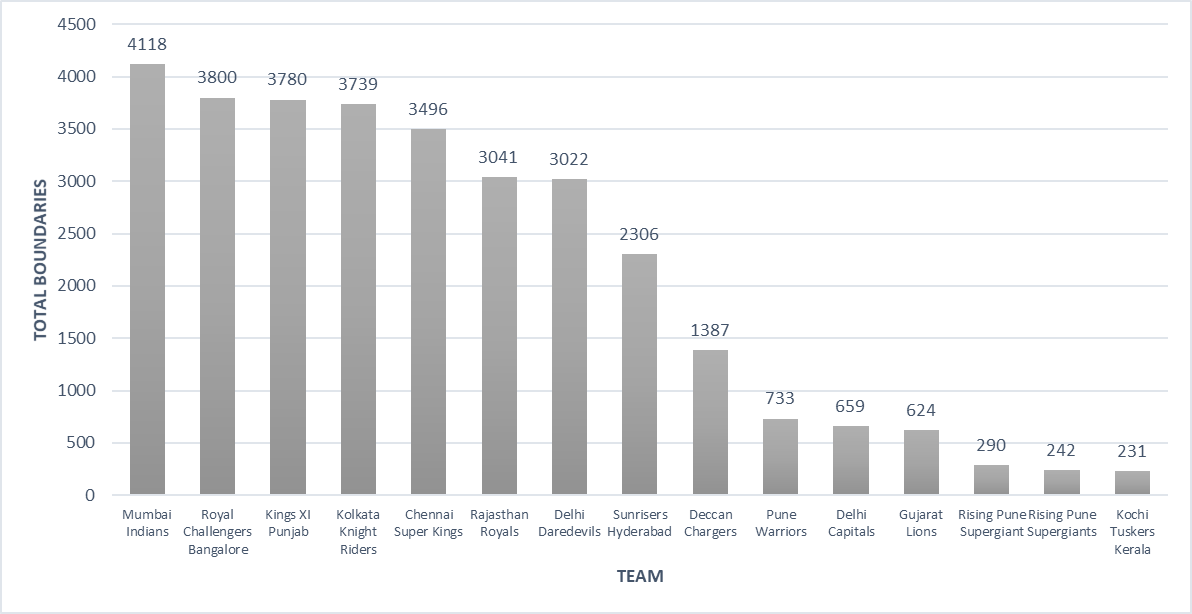 4500
4000
3500
3000
2500
2000
1500
1000
500
0
TOTAL BOUNDARIES
4118
3800
3780
3739
3496
3041
3022
2306
1387
733
659
624
290
242
231
Mumbai
Indians
Royal
Challengers
Bangalore
Kings XI
Punjab
Kolkata
Knight
Riders
Chennai
Super Kings
Rajasthan
Royals
Delhi
Daredevils
Sunrisers
Hyderabad
Deccan
Chargers
Pune
Warriors
Delhi
Capitals
Gujarat
Lions
Rising Pune
Supergiant
Rising Pune
Supergiants
Kochi
Tuskers
Kerala
TEAM